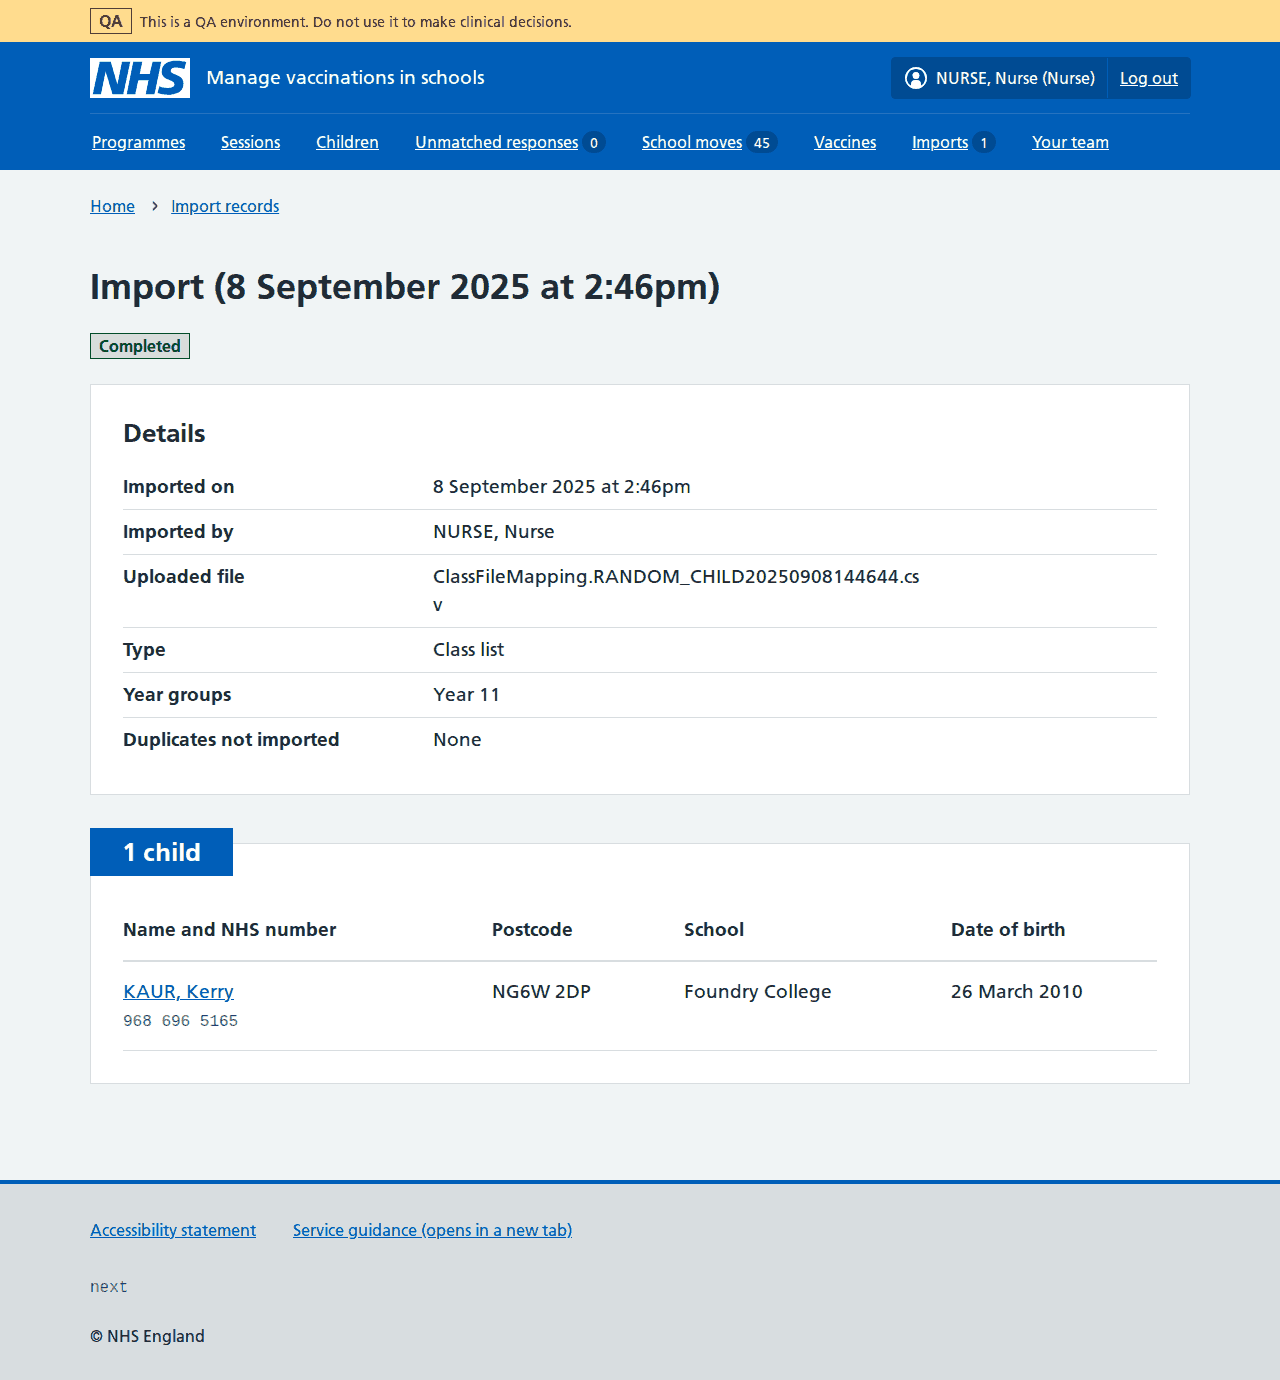 QA This is a QA environment. Do not use it to make clinical decisions.
NHS Manage vaccinations in schools NURSE, Nurse (Nurse) Log out
Programmes Sessions Children Unmatched responses 0 School moves 45 Vaccines Imports 1 Your team
Home Import records
Import (8 September 2025 at 2:46pm)
Completed
Details
Imported on 8 September 2025 at 2:46pm
Imported by NURSE, Nurse
Uploaded file ClassFileMapping.RANDOM_CHILD20250908144644.cs
v
Type Class list
Year groups Year 11
Duplicates not imported None
1 child
Name and NHS number Postcode School Date of birth
KAUR, Kerry NG6W 2DP Foundry College 26 March 2010
968 696 5165
Accessibility statement Service guidance (opens in a new tab)
next
© NHS England